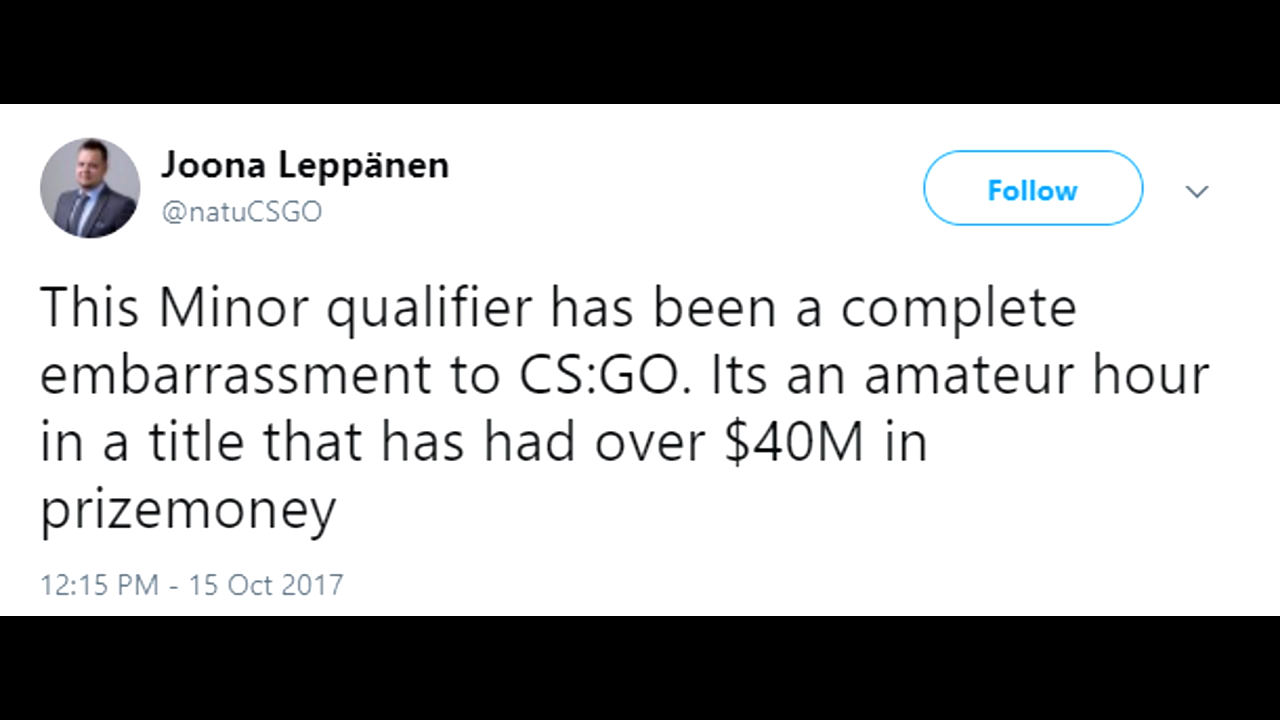 Joona Leppänen
@natuCSGO
Follow
This Minor qualifier has been a complete
embarrassment to CS:GO. Its an amateur hour
in a title that has had over $40M in
prizemoney
12:15 PM - 15 Oct 2017